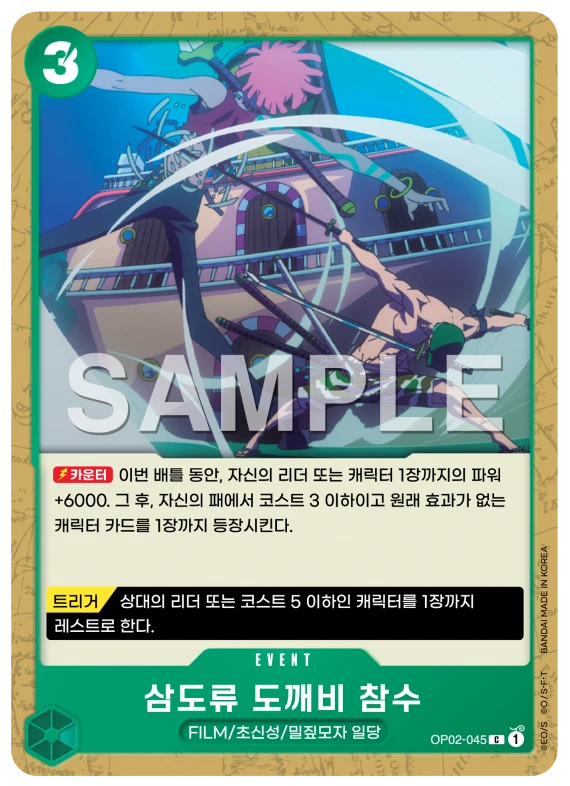 3
SAMPLE
카운터 이번 배틀 동안, 자신의 리더 또는 캐릭터 1장까지의 파워
+6000. 그 후, 자신의 패에서 코스트 3 이하이고 원래 효과가 없는
캐릭터 카드를 1장까지 등장시킨다.
트리거 상대의 리더 또는 코스트 5 이하인 캐릭터를 1장까지
레스트로 한다.
EVENT
삼도류 도깨비 참수
FILM/초신성/밀짚모자 일당
OP02-045 C 1
©EO/S ©O/S·F·T BANDAI MADE IN KOREA